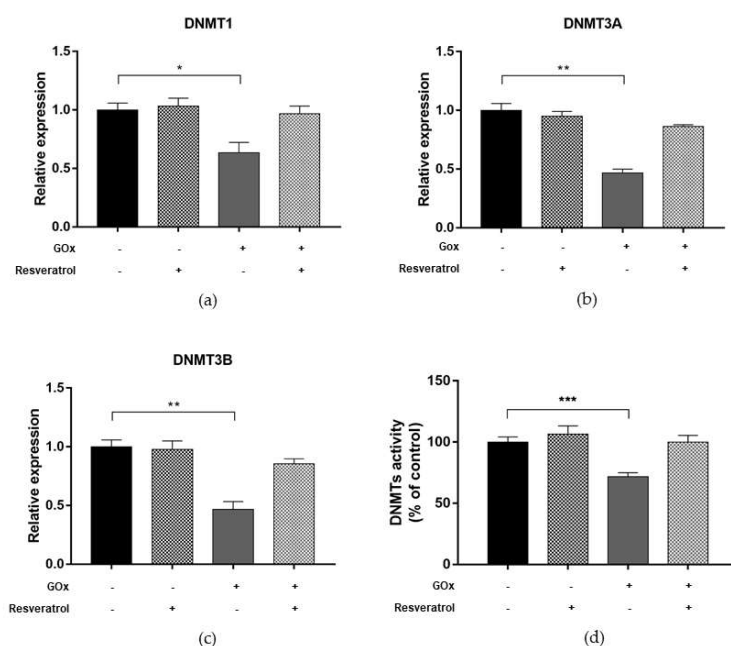 DNMT1
Relative expression
1.5
1.0
0.5
0.0
*
GOx - - + +
Resveratrol - + - +
(a)
DNMT3A
Relative expression
1.5
1.0
0.5
0.0
**
Gox - - + +
Resveratrol - + - +
(b)
DNMT3B
Relative expression
1.5
1.0
0.5
0.0
**
GOx - - + +
Resveratrol - + - +
(c)
DNMTs activity
(% of control)
150
100
50
0
***
GOx - - + +
Resveratrol - + - +
(d)